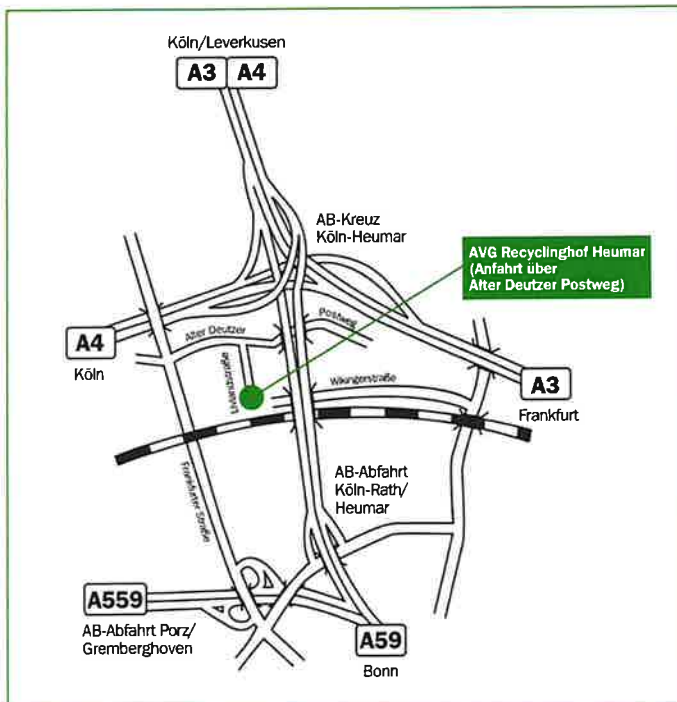 Köln/Leverkusen
A3 A4
AB-Kreuz
Köln-Heumar
AVG Recyclinghof Heumar
(Anfahrt über
Alter Deutzer Postweg)
A4
Köln
Alter Deutzer
Postweg
Livlandstraße
Wikingerstraße
A3
Frankfurt
Frankfurter Straße
AB-Abfahrt
Köln-Rath/
Heumar
A559
AB-Abfahrt Porz/
Gremberghoven
A59
Bonn